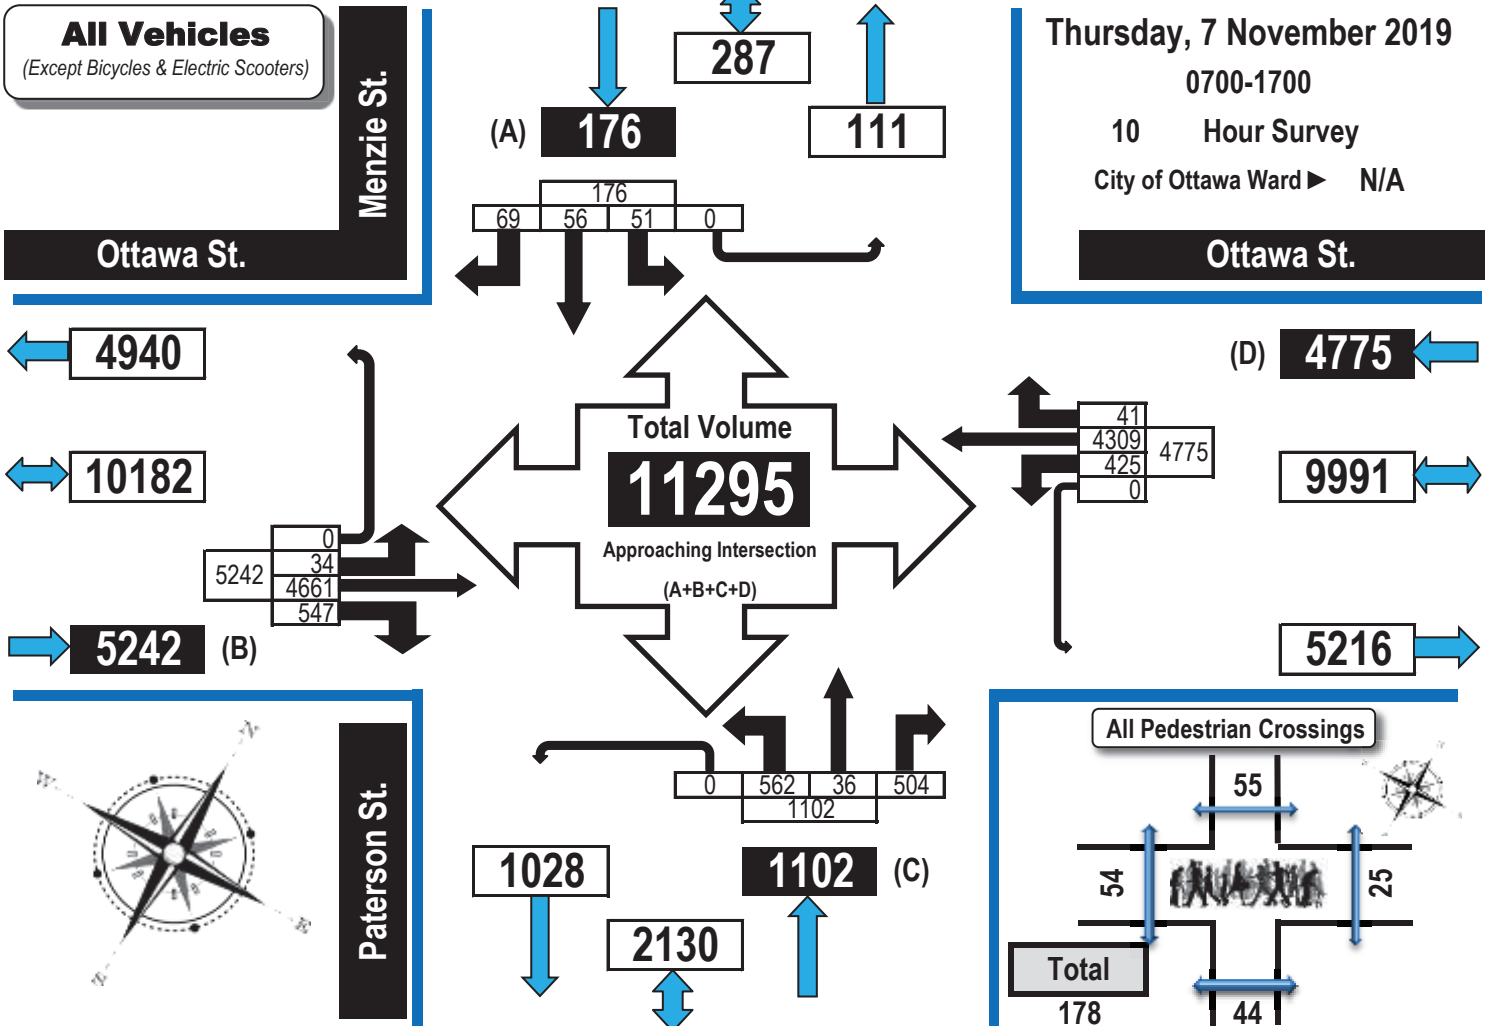 All Vehicles
(Except Bicycles & Electric Scooters)
Menzie St.
Ottawa St.
287
(A) 176
111
176
69 56 51 0
Thursday, 7 November 2019
0700-1700
10 Hour Survey
City of Ottawa Ward ► N/A
Ottawa St.
4940
10182
0
34
4661
547
5242
5242 (B)
Total Volume
11295
Approaching Intersection
(A+B+C+D)
(D) 4775
41
4309
425
0
4775
9991
5216
N
W
E
S
Paterson St.
0 562 36 504
1102
1028
1102 (C)
2130
All Pedestrian Crossings
55
54
25
Total
178
44